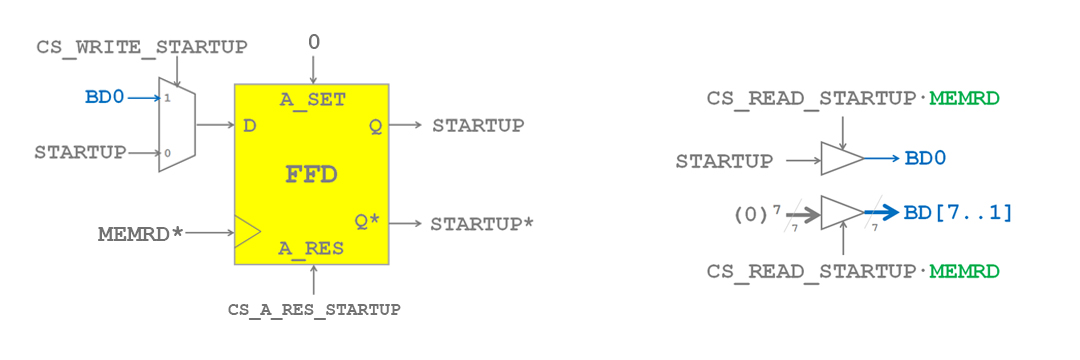 CS_WRITE_STARTUP
0
BD0
1
A_SET
D
Q
STARTUP
STARTUP
0
FFD
MEMRD*
Q*
STARTUP*
A_RES
CS_A_RES_STARTUP
CS_READ_STARTUP·MEMRD
STARTUP
BD0
(0)7
7
7
BD[7..1]
CS_READ_STARTUP·MEMRD